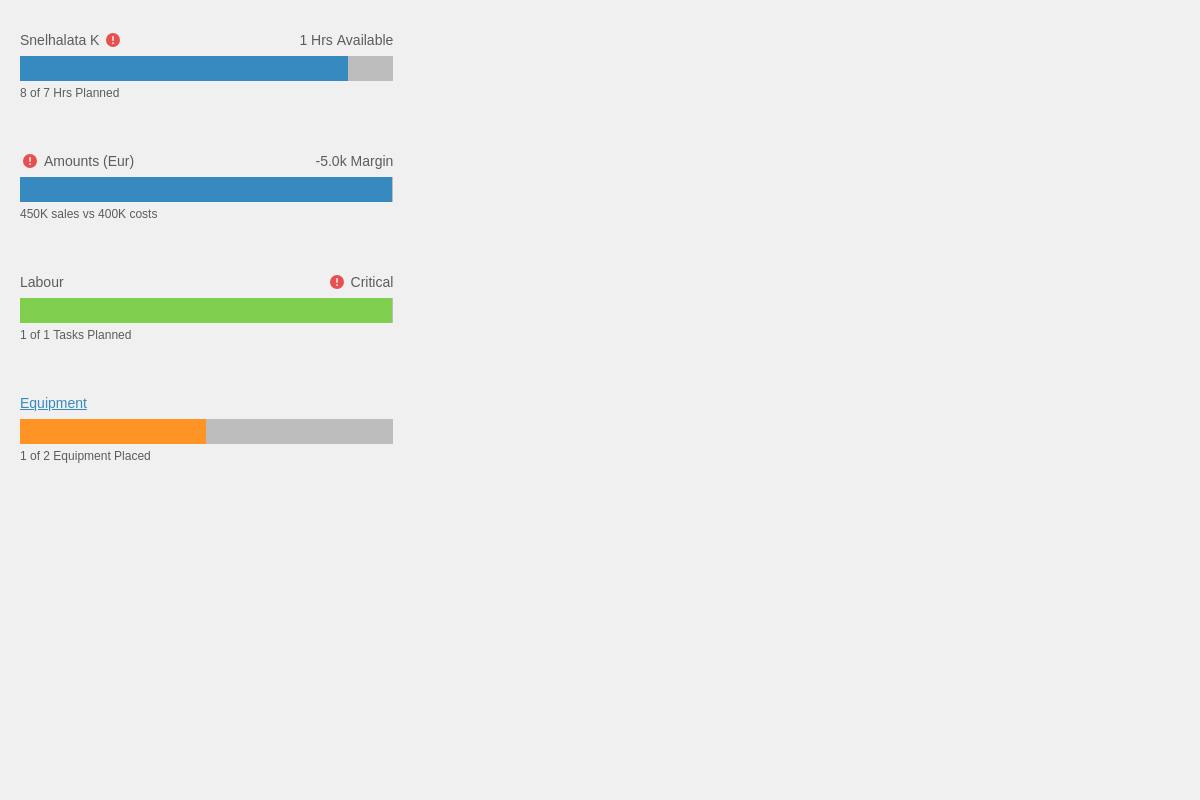 Snelhalata K 1 Hrs Available
8 of 7 Hrs Planned
Amounts (Eur) -5.0k Margin
450K sales vs 400K costs
Labour Critical
1 of 1 Tasks Planned
Equipment
1 of 2 Equipment Placed